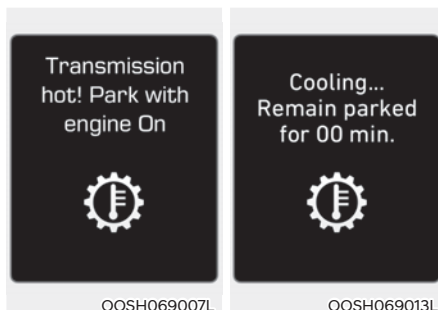 Transmission
hot! Park with
engine On
OOSH069007L
Cooling...
Remain parked
for 00 min.
OOSH069013L